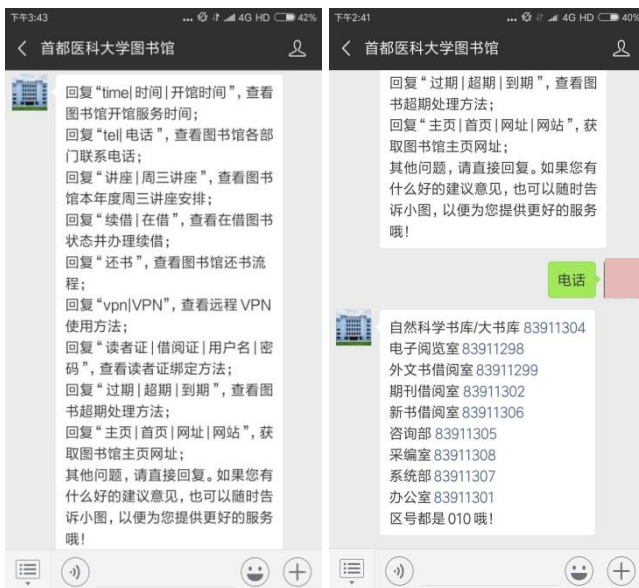 下午3:43
... 4G HD 42%
首都医科大学图书馆
回复“time|时间|开馆时间”，查看
图书馆开馆服务时间；
回复“tel|电话”，查看图书馆各部
门联系电话；
回复“讲座|周三讲座”，查看图书
馆本年度周三讲座安排；
回复“续借|在借”，查看在借图书
状态并办理续借；
回复“还书”，查看图书馆还书流
程；
回复“vpn|VPN”，查看远程 VPN
使用方法；
回复“读者证|借阅证|用户名|密
码”，查看读者证绑定方法；
回复“过期|超期|到期”，查看图
书超期处理方法；
回复“主页|首页|网址|网站”，获
取图书馆主页网址；
其他问题，请直接回复。如果您有
什么好的建议意见，也可以随时告
诉小图，以便为您提供更好的服务
哦！
下午2:41
... 4G HD 40%
首都医科大学图书馆
回复“过期|超期|到期”，查看图
书超期处理方法；
回复“主页|首页|网址|网站”，获
取图书馆主页网址；
其他问题，请直接回复。如果您有
什么好的建议意见，也可以随时告
诉小图，以便为您提供更好的服务
哦！
电话
自然科学书库/大书库 83911304
电子阅览室 83911298
外文书借阅室 83911299
期刊借阅室 83911302
新书借阅室 83911306
咨询部 83911305
采编室 83911308
系统部 83911307
办公室 83911301
区号都是 010 哦！